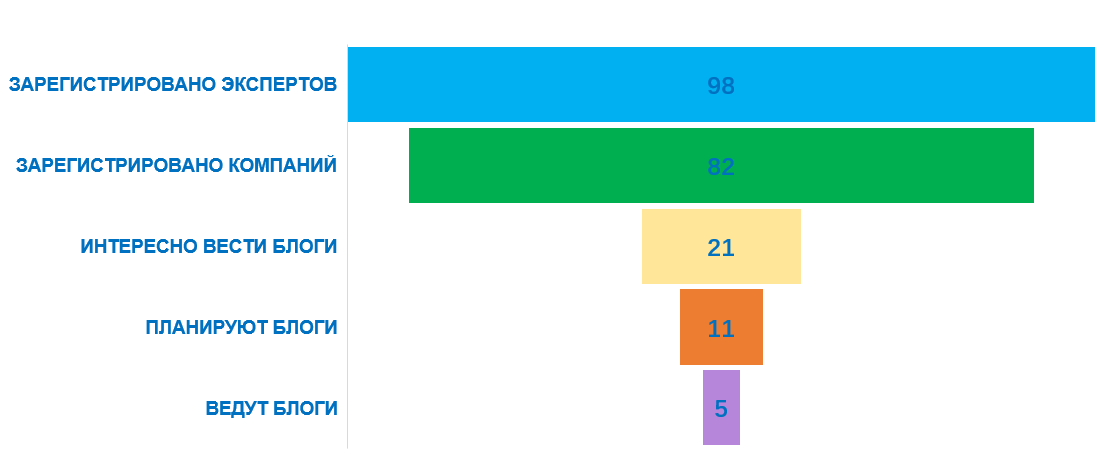 ЗАРЕГИСТРИРОВАНО ЭКСПЕРТОВ 98
ЗАРЕГИСТРИРОВАНО КОМПАНИЙ 82
ИНТЕРЕСНО ВЕСТИ БЛОГИ 21
ПЛАНИРУЮТ БЛОГИ 11
ВЕДУТ БЛОГИ 5